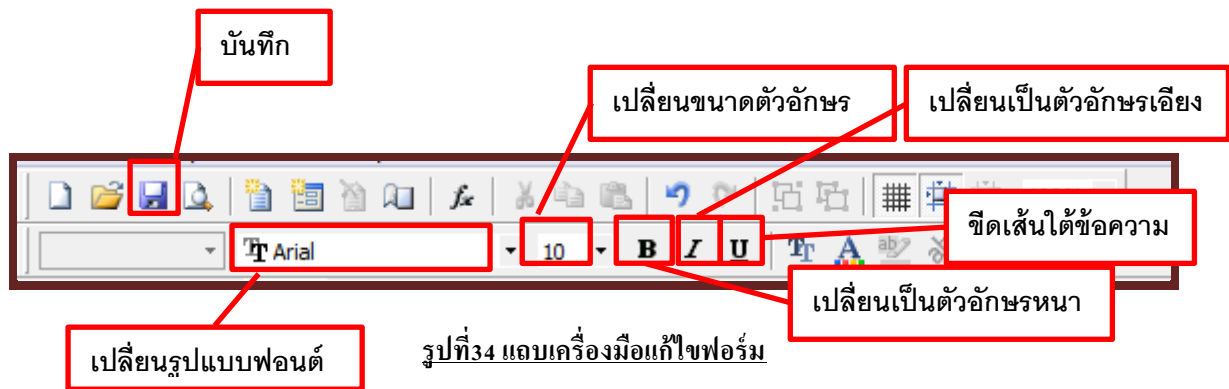 บันทึก
เปลี่ยนขนาดตัวอักษร
เปลี่ยนเป็นตัวอักษรเอียง
fx
ขีดเส้นใต้ข้อความ
Arial
10
B I U
A
ab
เปลี่ยนเป็นตัวอักษรหนา
เปลี่ยนรูปแบบฟอนต์
รูปที่34 แถบเครื่องมือแก้ไขฟอร์ม